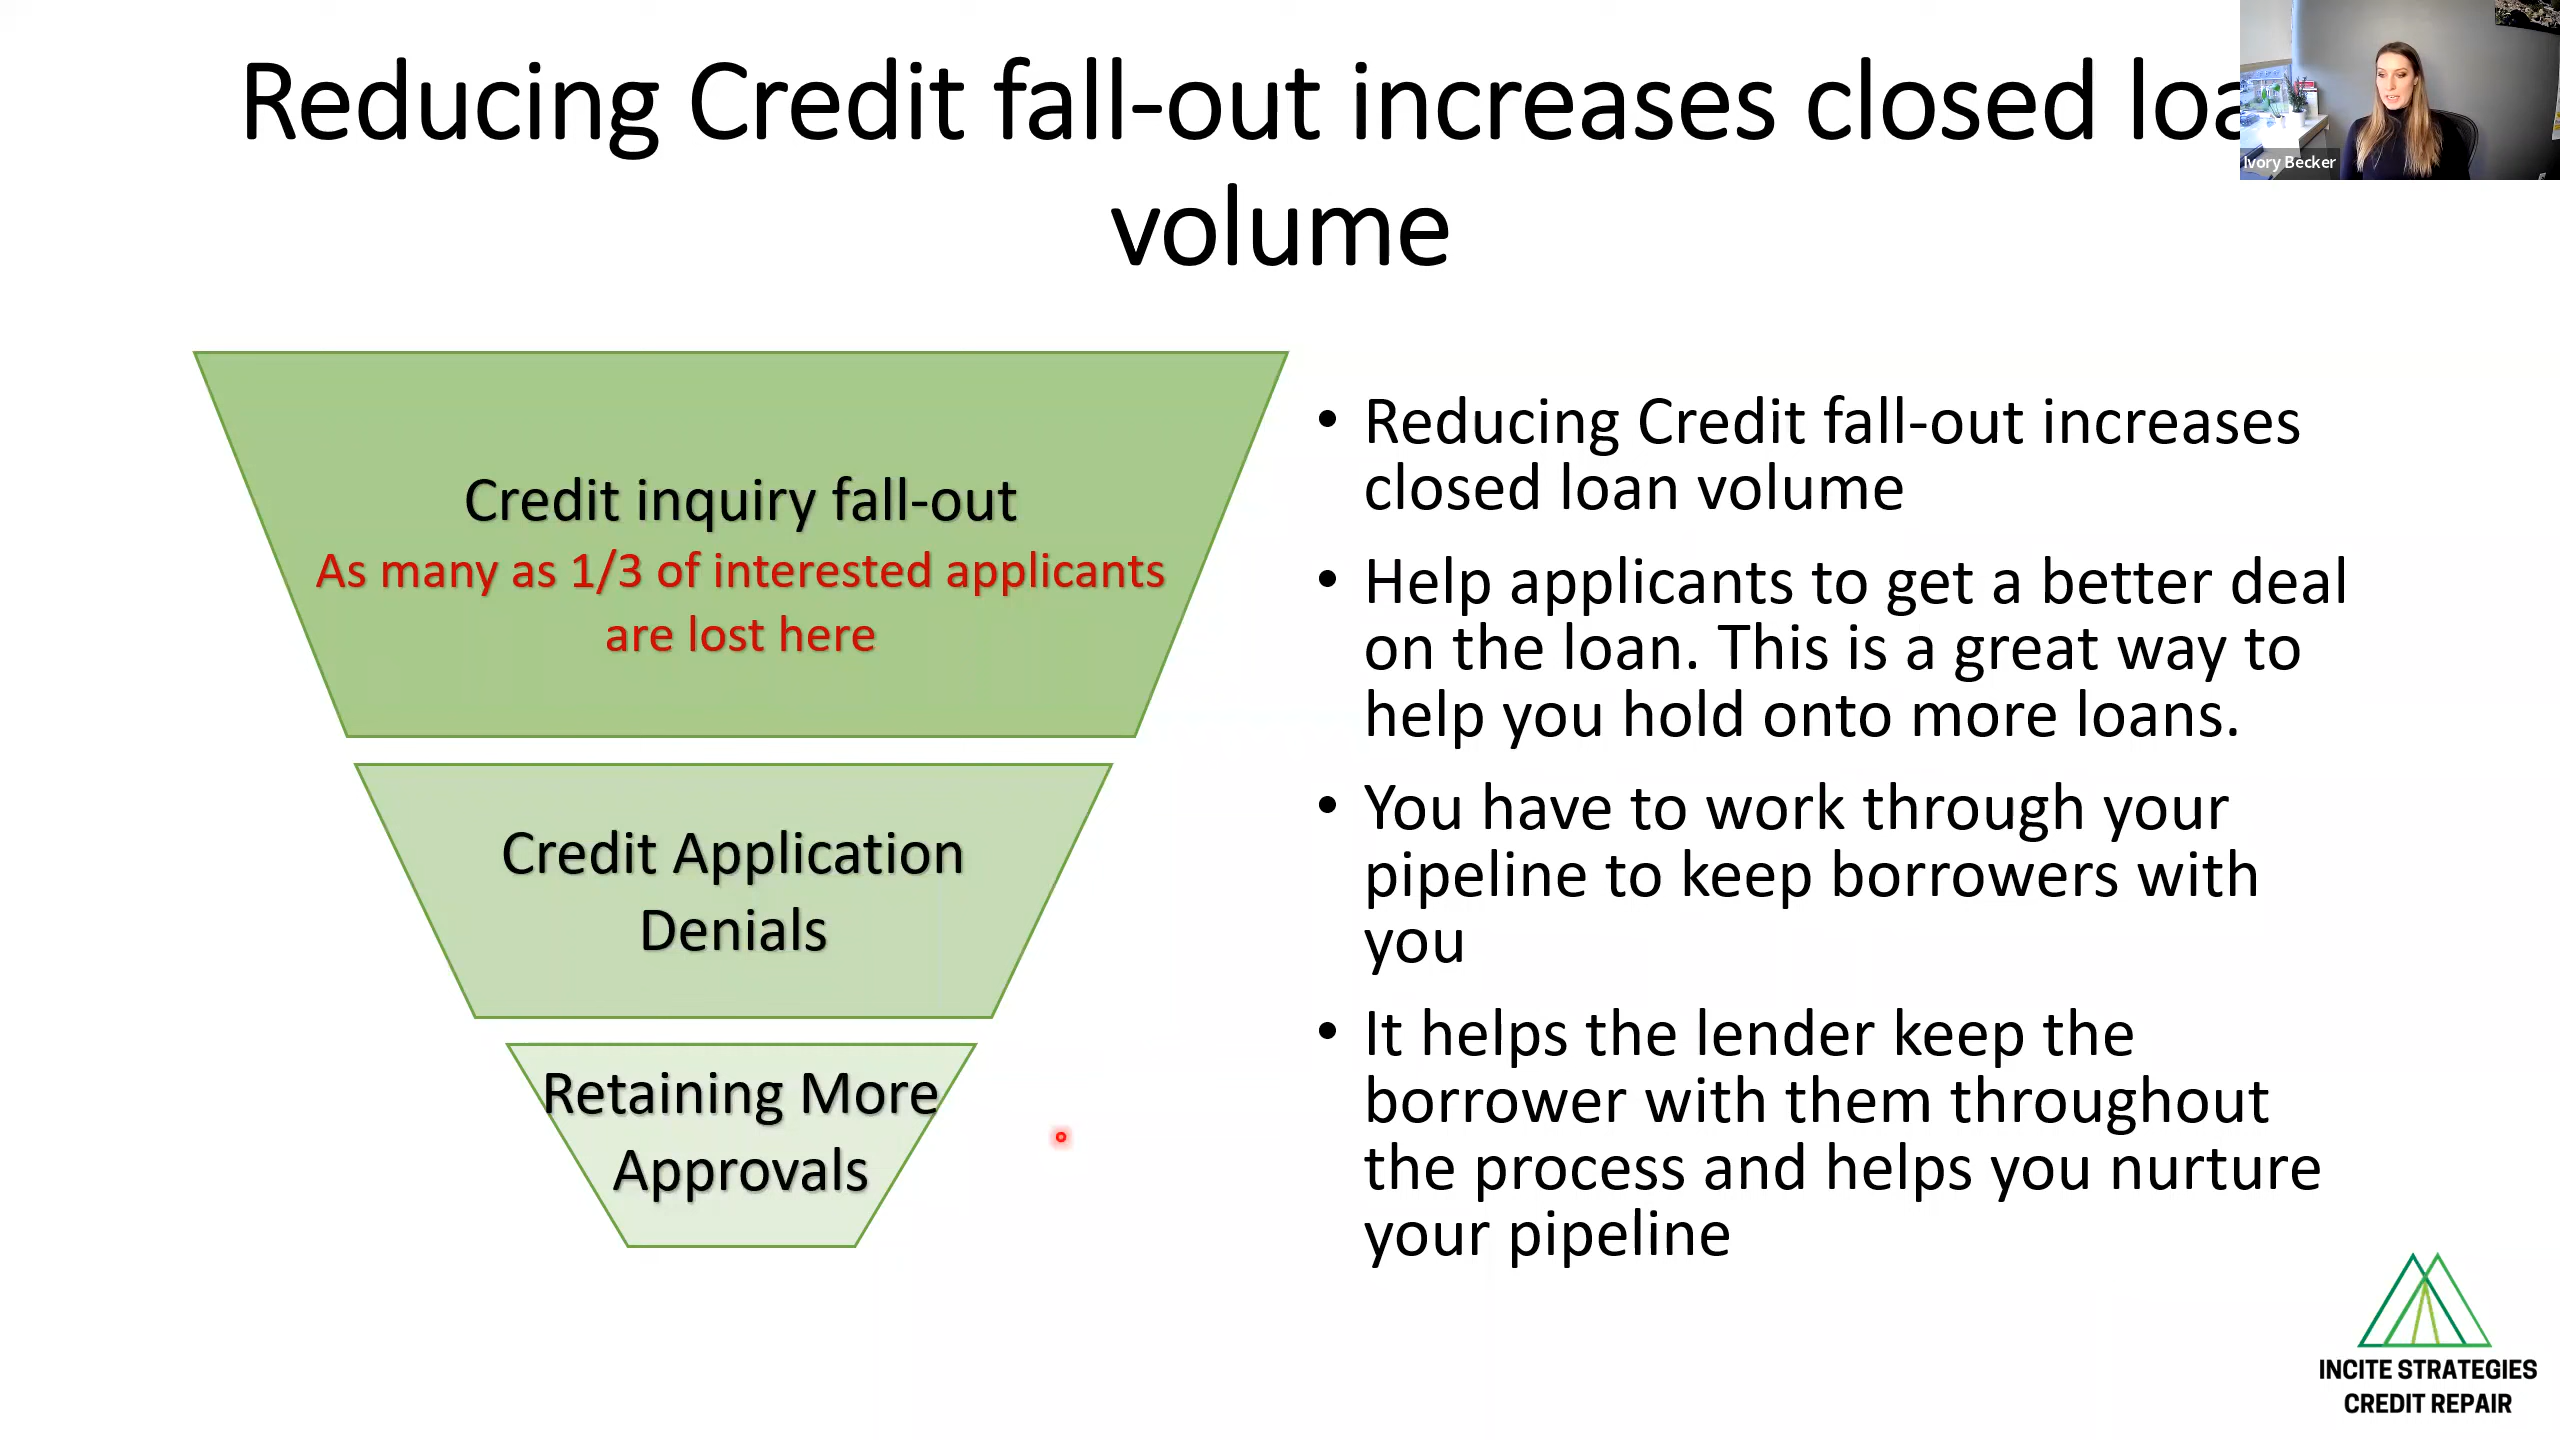 Reducing Credit fall-out increases closed loa
volume
Ivory Becker
Credit inquiry fall-out
As many as 1/3 of interested applicants
are lost here
Credit Application
Denials
Retaining More
Approvals
• Reducing Credit fall-out increases
closed loan volume
• Help applicants to get a better deal
on the loan. This is a great way to
help you hold onto more loans.
• You have to work through your
pipeline to keep borrowers with
you
• It helps the lender keep the
borrower with them throughout
the process and helps you nurture
your pipeline
INCITE STRATEGIES
CREDIT REPAIR